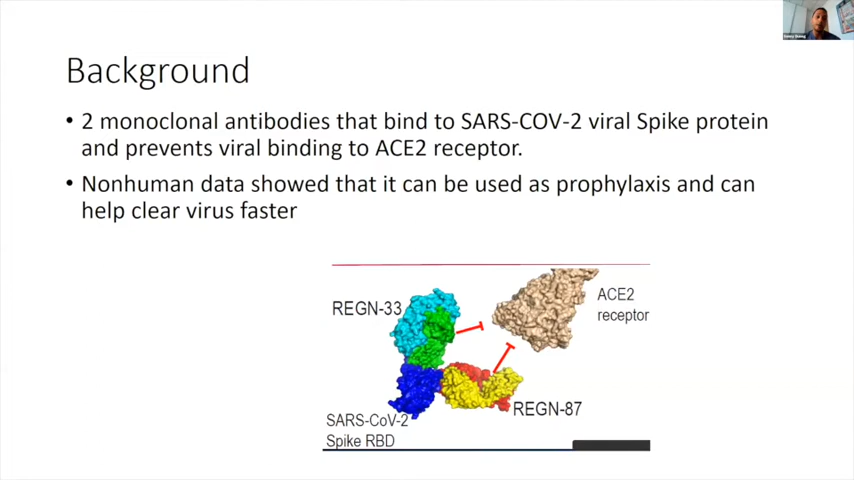 Background
• 2 monoclonal antibodies that bind to SARS-COV-2 viral Spike protein
and prevents viral binding to ACE2 receptor.
• Nonhuman data showed that it can be used as prophylaxis and can
help clear virus faster
REGN-33
ACE2
receptor
REGN-87
SARS-CoV-2
Spike RBD